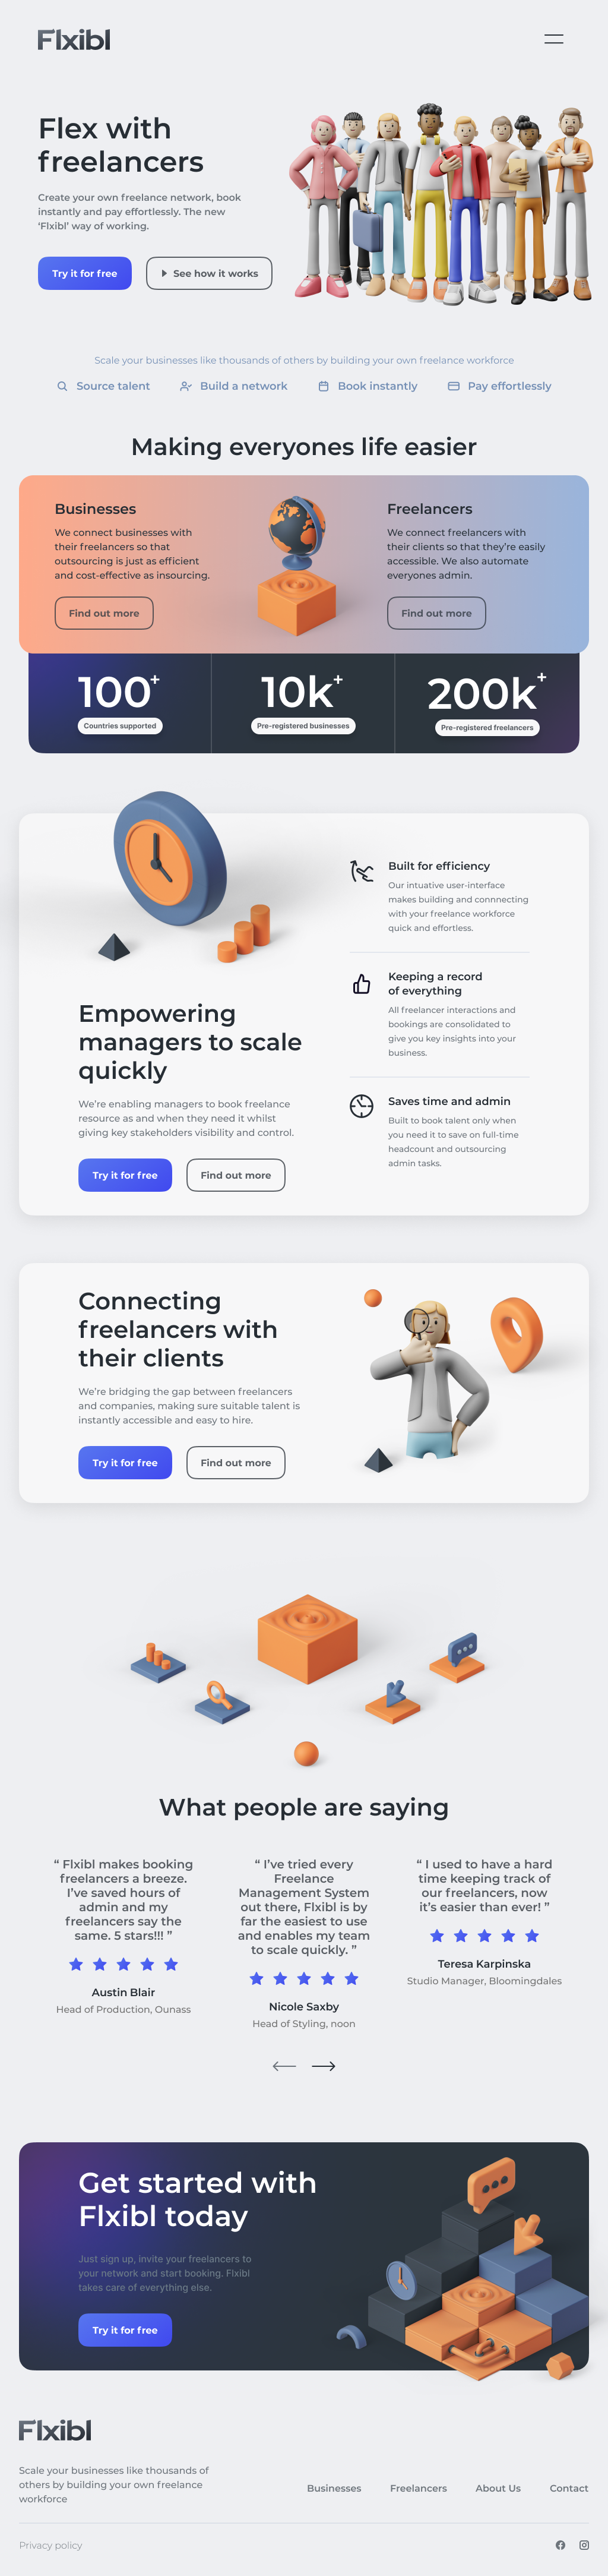 Flxibl
Flex with
freelancers
Create your own freelance network, book
instantly and pay effortlessly. The new
‘Flxibl’ way of working.
Try it for free
See how it works
Scale your businesses like thousands of others by building your own freelance workforce
Source talent
Build a network
Book instantly
Pay effortlessly
Making everyones life easier
Businesses
We connect businesses with
their freelancers so that
outsourcing is just as efficient
and cost-effective as insourcing.
Find out more
Freelancers
We connect freelancers with
their clients so that they’re easily
accessible. We also automate
everyones admin.
Find out more
100+
Countries supported
10k+
Pre-registered businesses
200k+
Pre-registered freelancers
Empowering
managers to scale
quickly
We’re enabling managers to book freelance
resource as and when they need it whilst
giving key stakeholders visibility and control.
Try it for free
Find out more
Built for efficiency
Our intuative user-interface
makes building and connnecting
with your freelance workforce
quick and effortless.
Keeping a record
of everything
All freelancer interactions and
bookings are consolidated to
give you key insights into your
business.
Saves time and admin
Built to book talent only when
you need it to save on full-time
headcount and outsourcing
admin tasks.
Connecting
freelancers with
their clients
We’re bridging the gap between freelancers
and companies, making sure suitable talent is
instantly accessible and easy to hire.
Try it for free
Find out more
What people are saying
“ Flxibl makes booking
freelancers a breeze.
I’ve saved hours of
admin and my
freelancers say the
same. 5 stars!!! ”
Austin Blair
Head of Production, Ounass
“ I’ve tried every
Freelance
Management System
out there, Flxibl is by
far the easiest to use
and enables my team
to scale quickly. ”
Nicole Saxby
Head of Styling, noon
“ I used to have a hard
time keeping track of
our freelancers, now
it’s easier than ever! ”
Teresa Karpinska
Studio Manager, Bloomingdales
Get started with
Flxibl today
Just sign up, invite your freelancers to
your network and start booking. Flxibl
takes care of everything else.
Try it for free
Flxibl
Scale your businesses like thousands of
others by building your own freelance
workforce
Businesses
Freelancers
About Us
Contact
Privacy policy